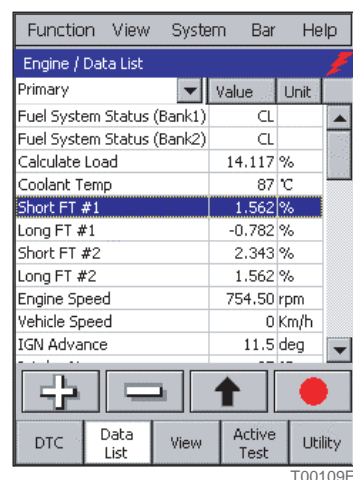 Function View System Bar Help
Engine / Data List
Primary Value Unit
Fuel System Status (Bank1) CL
Fuel System Status (Bank2) CL
Calculate Load 14.117 %
Coolant Temp 87 ℃
Short FT #1 1.562 %
Long FT #1 -0.782 %
Short FT #2 2.343 %
Long FT #2 1.562 %
Engine Speed 754.50 rpm
Vehicle Speed 0 Km/h
IGN Advance 11.5 deg
DTC Data List View Active Test Utility
T00109E